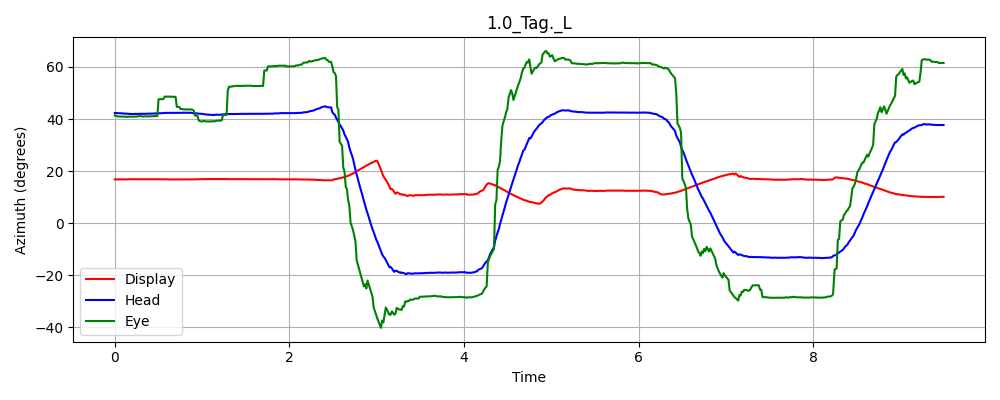 1.0_Tag._L
Azimuth (degrees)
60
40
20
0
−20
−40
Display
Head
Eye
0 2 4 6 8
Time